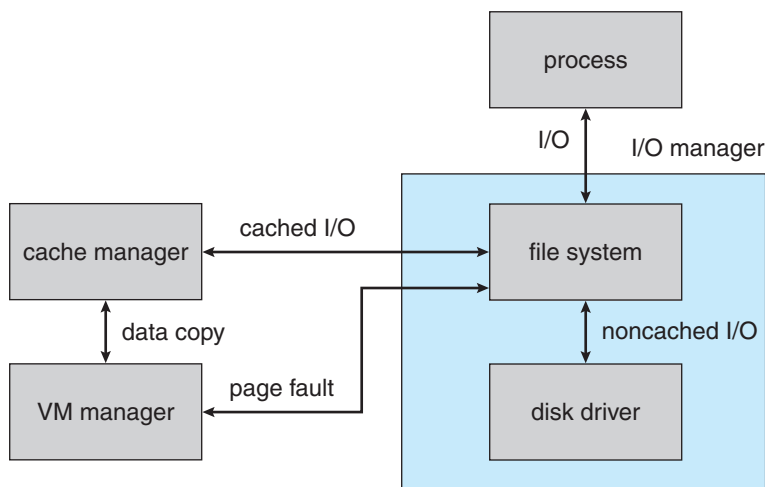 process
I/O
I/O manager
cache manager
cached I/O
file system
data copy
noncached I/O
VM manager
page fault
disk driver